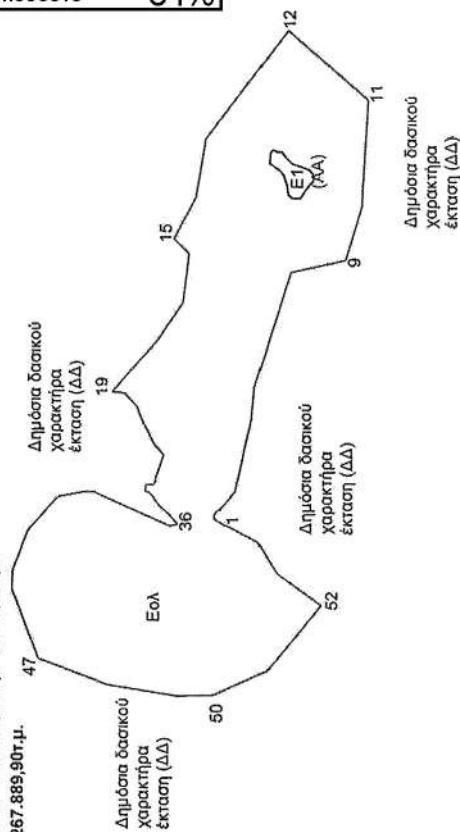 267.889,90τ.μ.
47
19
Δημόσια δασικού
χαρακτήρα
έκταση (ΔΔ)
15
12
36
Εολ
Ε1
(ΑΑ)
Δημόσια δασικού
χαρακτήρα
έκταση (ΔΔ)
50
1
9
11
52
Δημόσια δασικού
χαρακτήρα
έκταση (ΔΔ)
Δημόσια δασικού
χαρακτήρα
έκταση (ΔΔ)